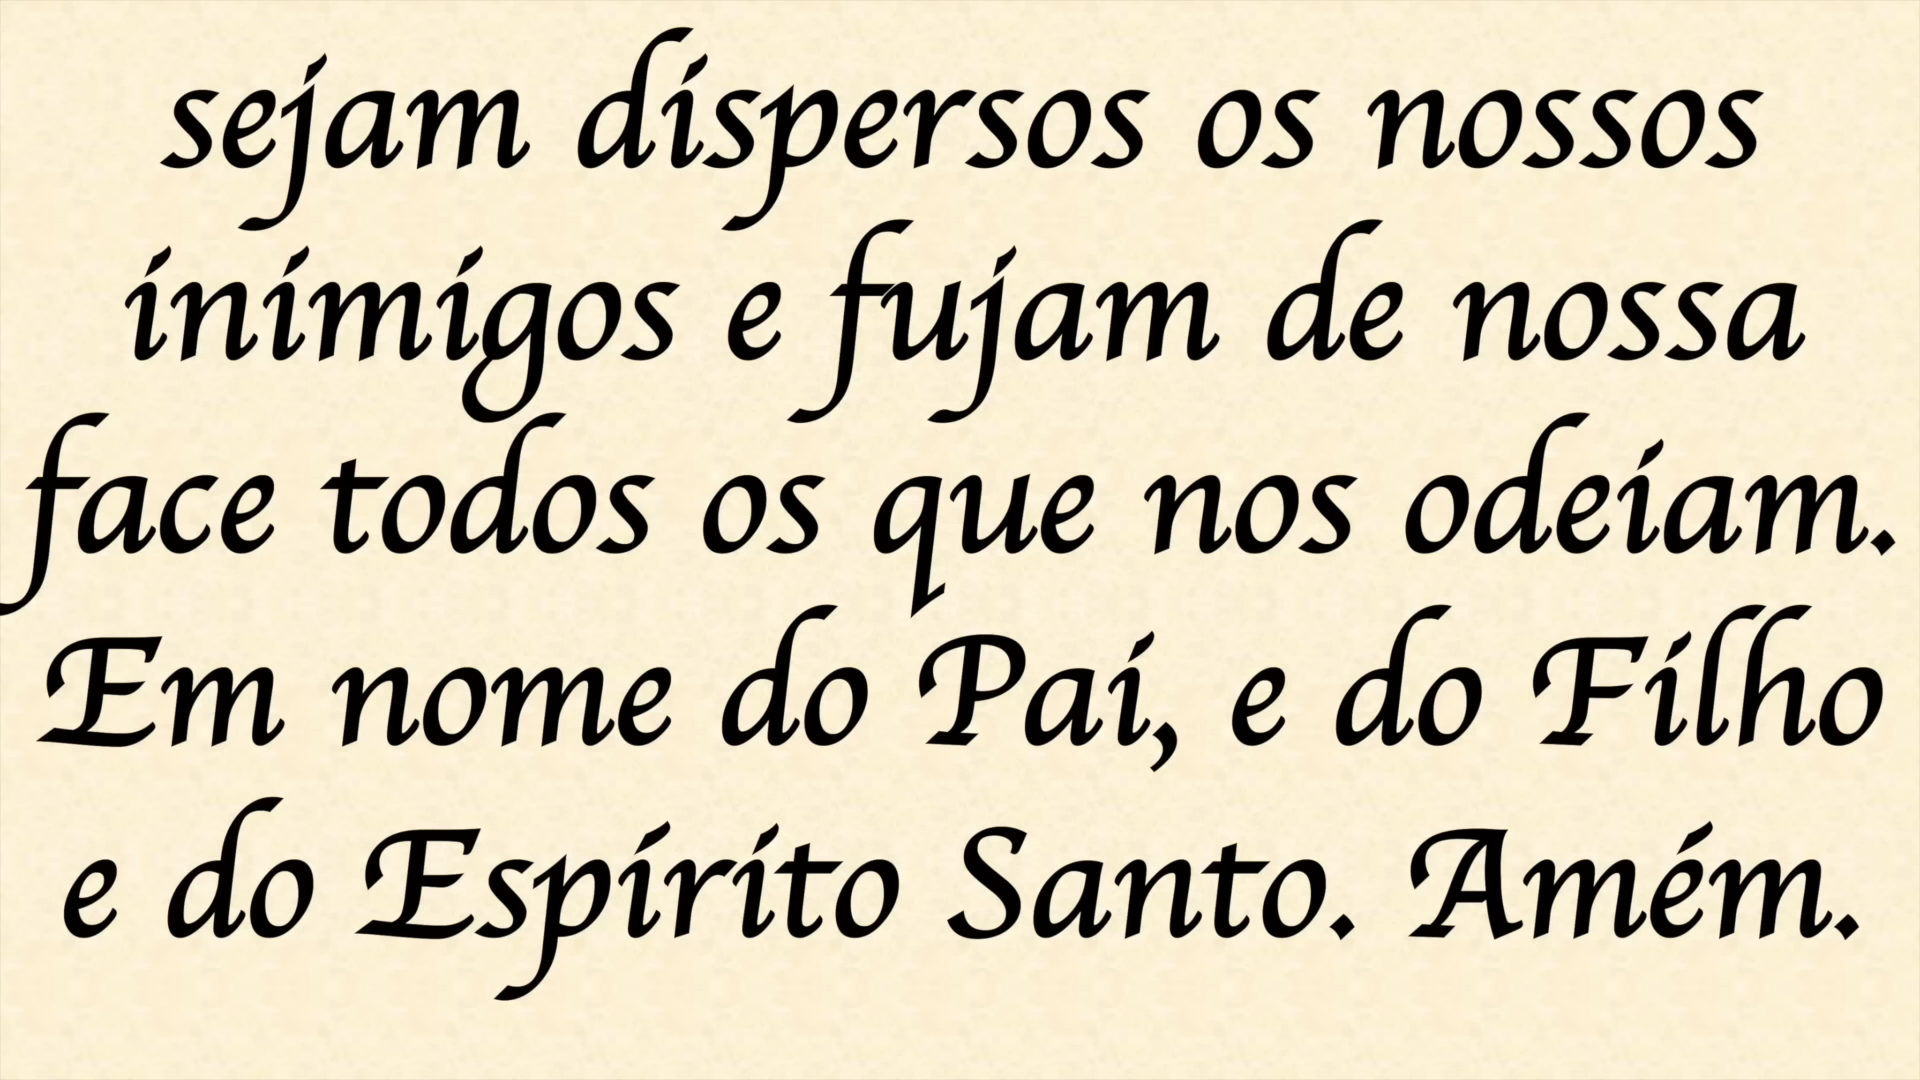 sejam dispersos os nossos
inimigos e fujam de nossa
face todos os que nos odeiam.
Em nome do Pai, e do Filho
e do Espírito Santo. Amém.